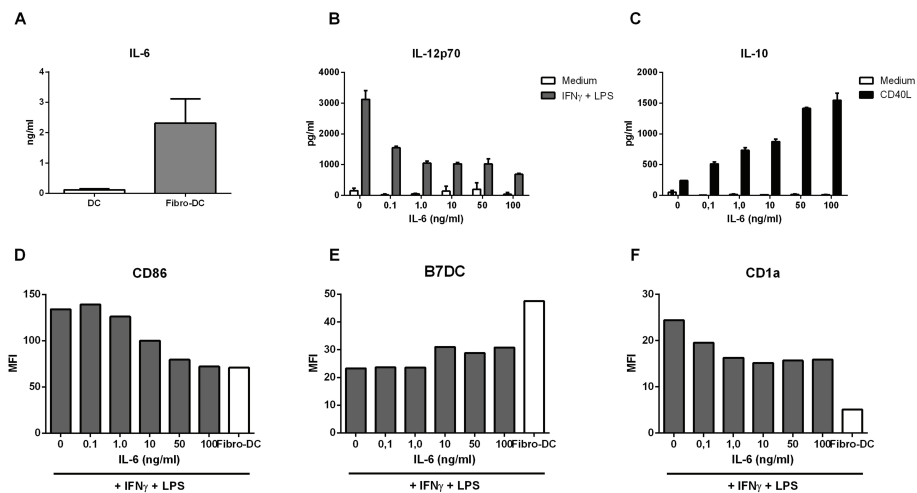 A
IL-6
ng/ml
4
3
2
1
0
DC
Fibro-DC
B
IL-12p70
pg/ml
4000
3000
2000
1000
0
Medium
IFNγ + LPS
0
0,1
1,0
10
50
100
IL-6 (ng/ml)
C
IL-10
pg/ml
2000
1500
1000
500
0
Medium
CD40L
0
0,1
1,0
10
50
100
IL-6 (ng/ml)
D
CD86
MFI
150
100
50
0
0
0.1
1.0
10
50
100
Fibro-DC
IL-6 (ng/ml)
+ IFNγ + LPS
E
B7DC
MFI
50
40
30
20
10
0
0
0,1
1,0
10
50
100
Fibro-DC
IL-6 (ng/ml)
+ IFNγ + LPS
F
CD1a
MFI
30
20
10
0
0
0,1
1,0
10
50
100
Fibro-DC
IL-6 (ng/ml)
+ IFNγ + LPS